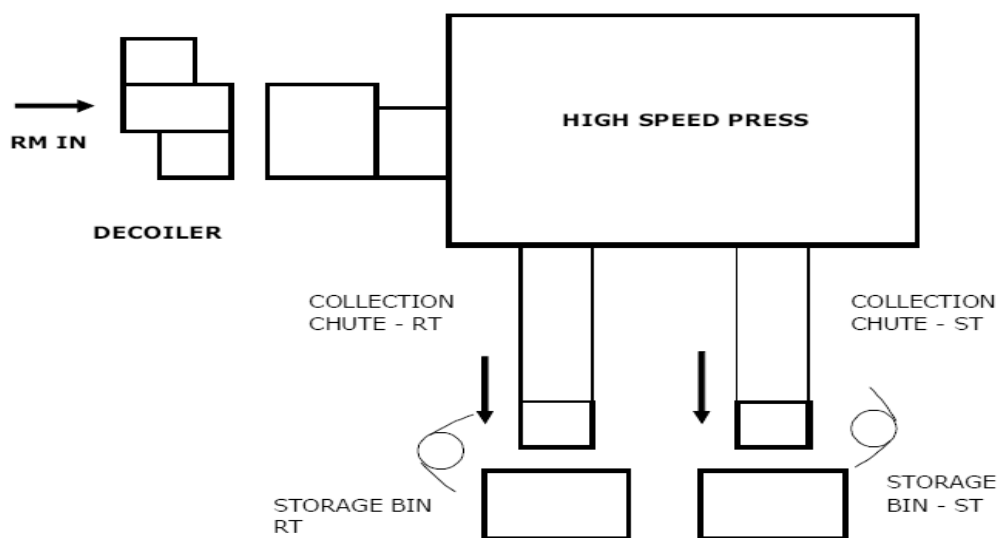 HIGH SPEED PRESS
RM IN
DECOILER
COLLECTION
CHUTE - RT
COLLECTION
CHUTE - ST
STORAGE BIN
RT
STORAGE
BIN - ST